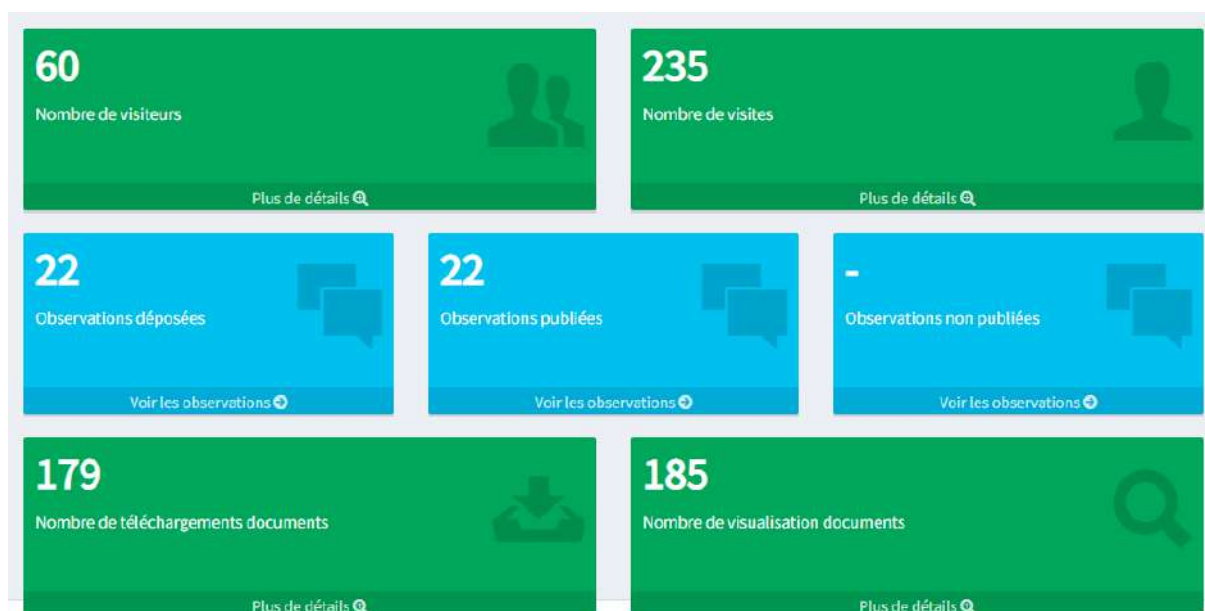 60
Nombre de visiteurs
Plus de détails
235
Nombre de visites
Plus de détails
22
Observations déposées
Voir les observations
22
Observations publiées
Voir les observations
-
Observations non publiées
Voir les observations
179
Nombre de téléchargements documents
Plus de détails
185
Nombre de visualisation documents
Plus de détails